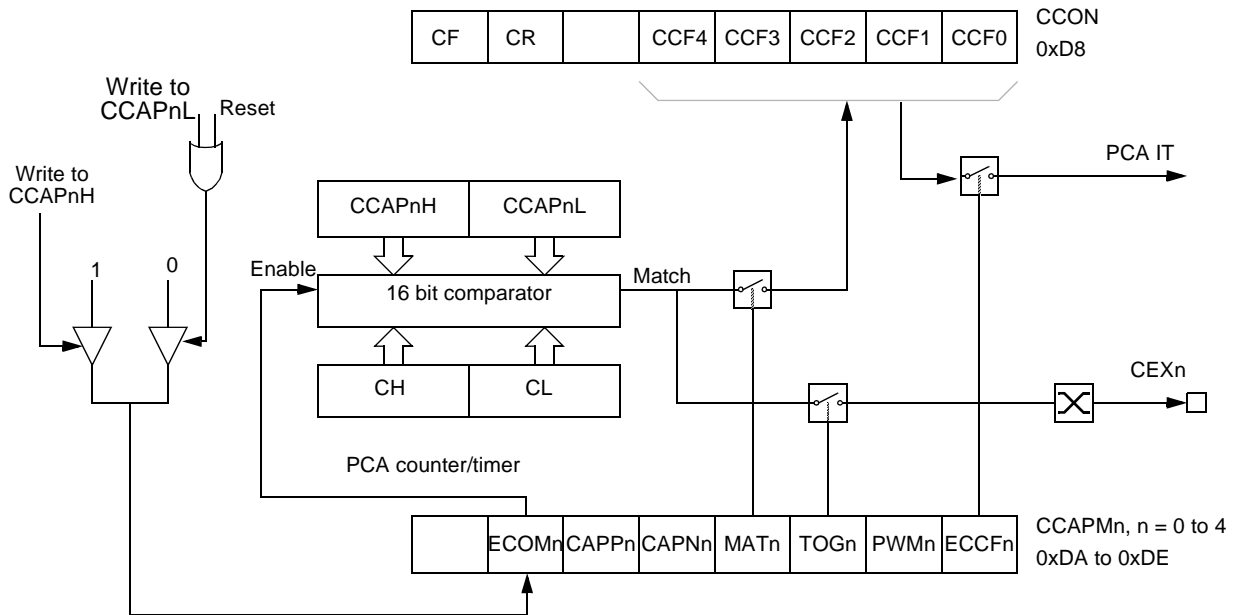 CF CR CCF4 CCF3 CCF2 CCF1 CCF0
CCON
0xD8
Write to
CCAPnL
Reset
Write to
CCAPnH
PCA IT
CCAPnH CCAPnL
1 0
Enable
16 bit comparator
Match
CH CL
CEXn
PCA counter/timer
ECOMn CAPPn CAPNn MATn TOGn PWMn ECCFn
CCAPMn, n = 0 to 4
0xDA to 0xDE